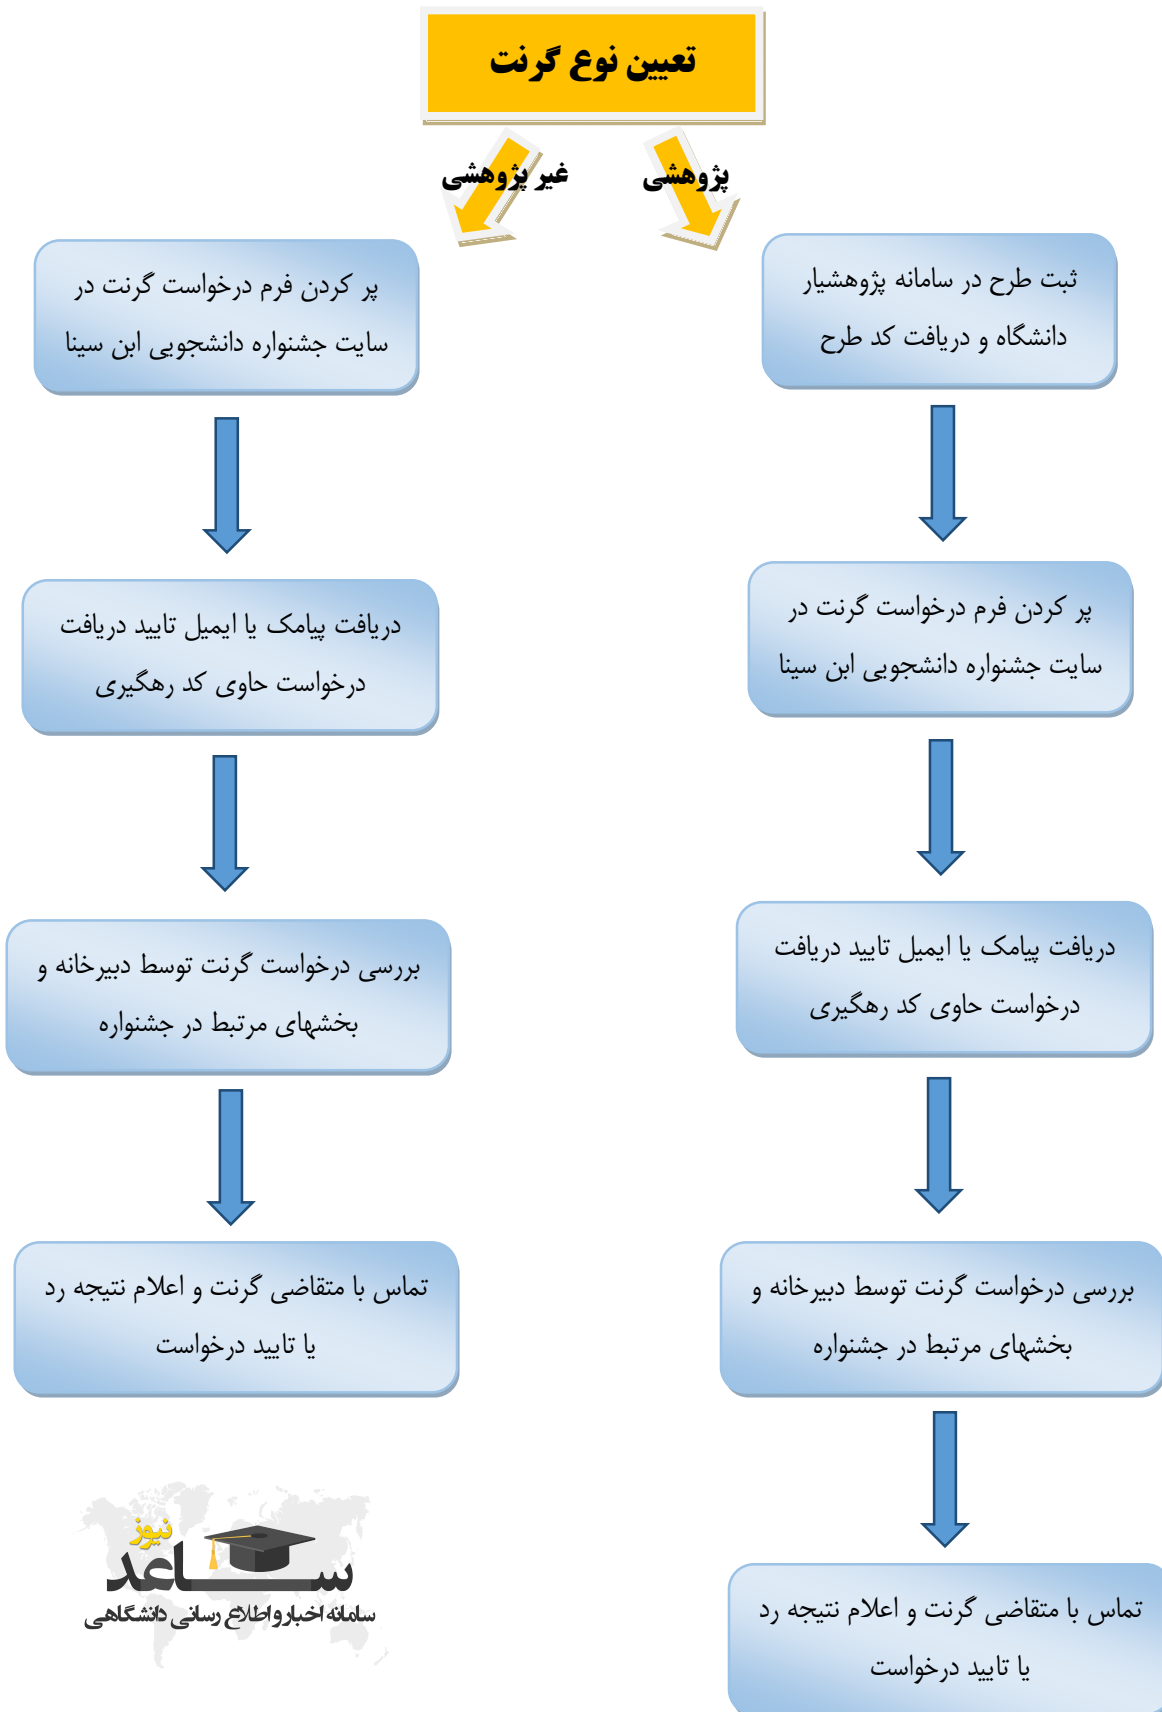 تعیین نوع گرنت
پژوهشی
غیر پژوهشی
ثبت طرح در سامانه پژوهشیار
دانشگاه و دریافت کد طرح
پر کردن فرم درخواست گرنت در
سایت جشنواره دانشجویی ابن سینا
دریافت پیامک یا ایمیل تایید دریافت
درخواست حاوی کد رهگیری
بررسی درخواست گرنت توسط دبیرخانه و
بخشهای مرتبط در جشنواره
تماس با متقاضی گرنت و اعلام نتیجه رد
یا تایید درخواست
پر کردن فرم درخواست گرنت در
سایت جشنواره دانشجویی ابن سینا
دریافت پیامک یا ایمیل تایید دریافت
درخواست حاوی کد رهگیری
بررسی درخواست گرنت توسط دبیرخانه و
بخشهای مرتبط در جشنواره
تماس با متقاضی گرنت و اعلام نتیجه رد
یا تایید درخواست
نیوز
ساعد
سامانه اخبار و اطلاع رسانی دانشگاهی